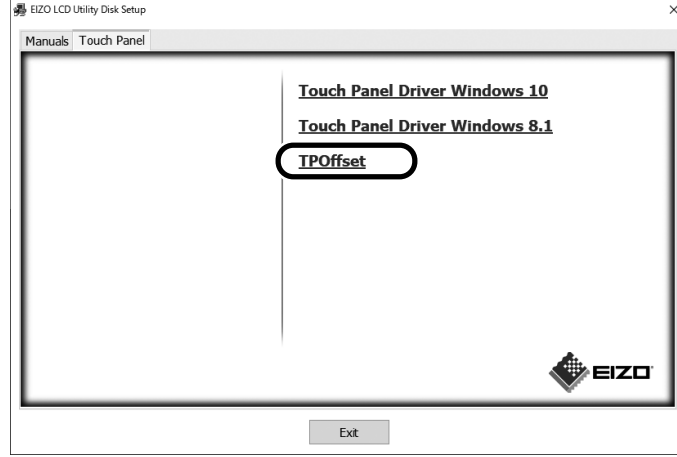 EIZO LCD Utility Disk Setup
Manuals Touch Panel
Touch Panel Driver Windows 10
Touch Panel Driver Windows 8.1
TPOffset
EIZO
Exit